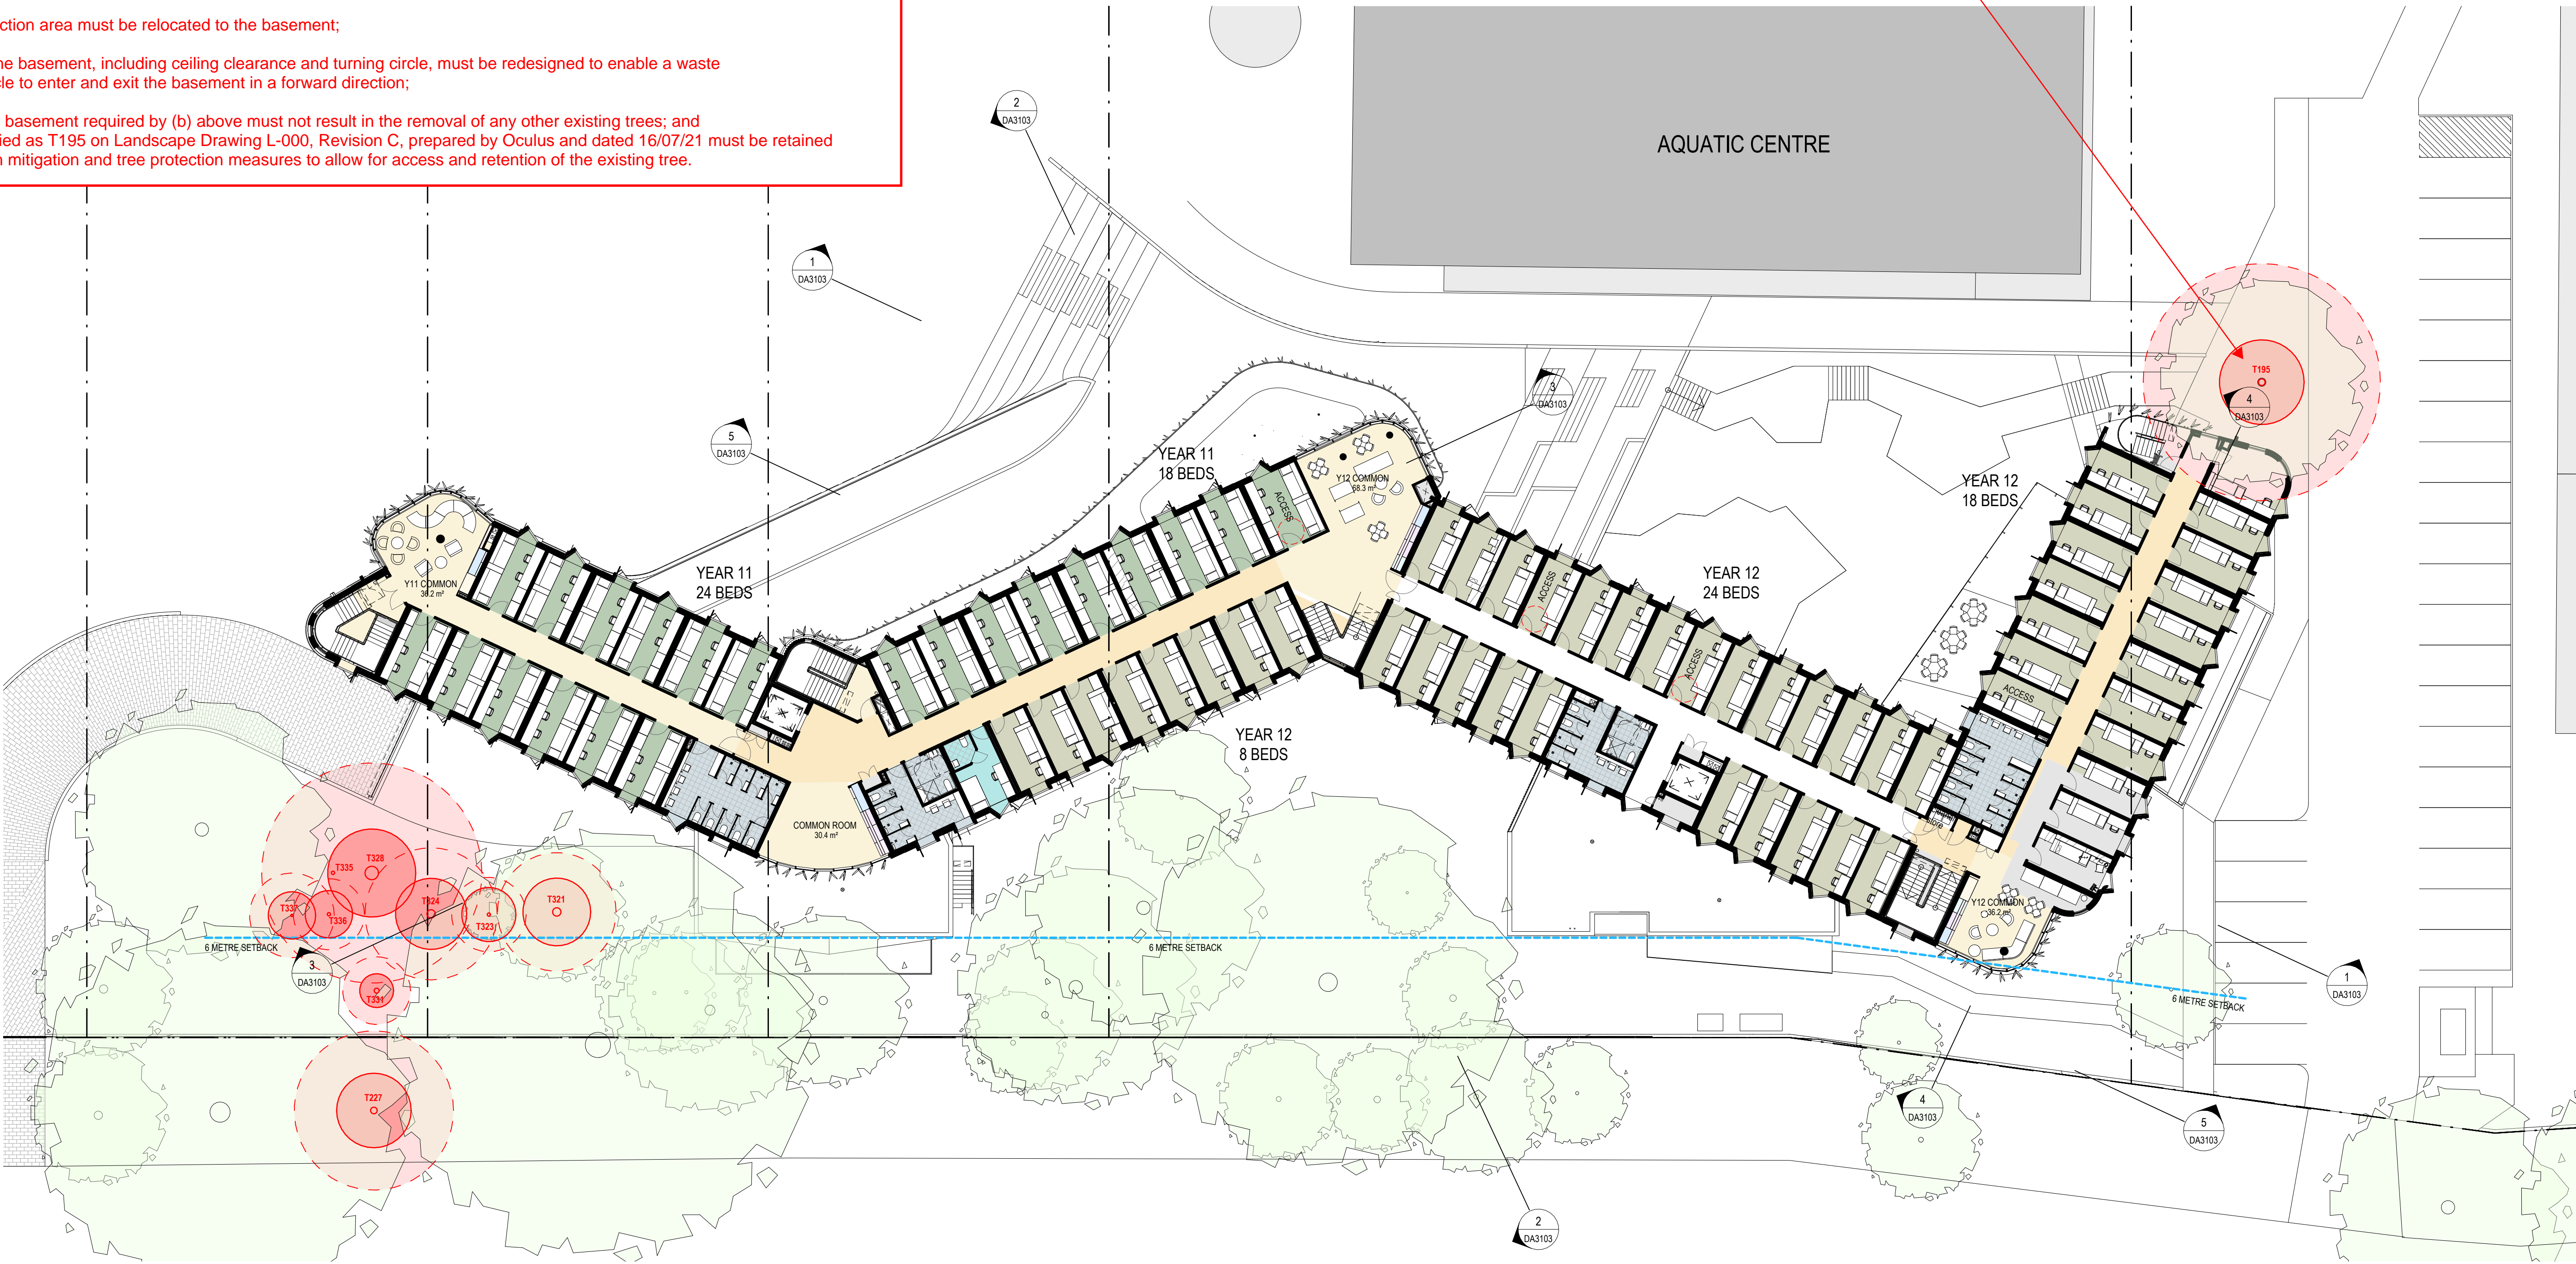 ction area must be relocated to the basement;
he basement, including ceiling clearance and turning circle, must be redesigned to enable a waste
cle to enter and exit the basement in a forward direction;
basement required by (b) above must not result in the removal of any other existing trees; and
ied as T195 on Landscape Drawing L-000, Revision C, prepared by Oculus and dated 16/07/21 must be retained
n mitigation and tree protection measures to allow for access and retention of the existing tree.
AQUATIC CENTRE
2
DA3103
1
DA3103
5
DA3103
3
DA3103
T195
4
DA3103
YEAR 11
18 BEDS
Y12 COMMON
68.3 m²
ACCESS
YEAR 12
18 BEDS
YEAR 11
24 BEDS
Y11 COMMON
38.2 m²
YEAR 12
24 BEDS
ACCESS
ACCESS
ACCESS
YEAR 12
8 BEDS
COMMON ROOM
30.4 m²
Store
Y12 COMMON
36.2 m²
T335
T328
T337
T336
T324
T323
T321
6 METRE SETBACK
6 METRE SETBACK
6 METRE SETBACK
3
DA3103
T331
T227
1
DA3103
4
DA3103
5
DA3103
2
DA3103